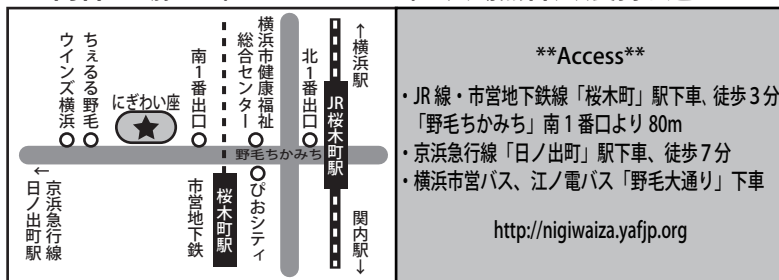 ウインズ横浜
ちぇるる野毛
にぎわい座
南1番出口
横浜市健康福祉
総合センター
北1番出口
↑横浜駅
JR桜木町駅
野毛ちかみち
←
日ノ出町駅
京浜急行線
市営地下鉄
桜木町駅
ぴおシティ
関内駅↓
**Access**
・JR線・市営地下鉄線「桜木町」駅下車、徒歩3分
「野毛ちかみち」南1番口より80m
・京浜急行線「日ノ出町」駅下車、徒歩7分
・横浜市営バス、江ノ電バス「野毛大通り」下車
http://nigiwaiza.yafjp.org